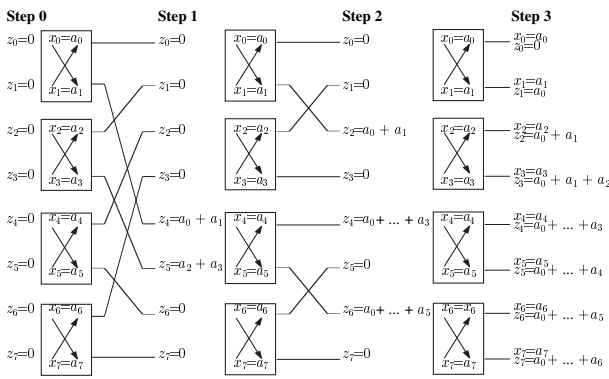 Step 0 Step 1 Step 2 Step 3
z₀=0 x₀=a₀ z₀=0 x₀=a₀ z₀=0 x₀=a₀ x₀=a₀
z₀=0
z₁=0 x₁=a₁ z₁=0 x₁=a₁ z₁=0 x₁=a₁ x₁=a₁
z₁=a₀
z₂=0 x₂=a₂ z₂=0 x₂=a₂ z₂=a₀ + a₁ x₂=a₂ x₂=a₂
z₂=a₀ + a₁
z₃=0 x₃=a₃ z₃=0 x₃=a₃ z₃=0 x₃=a₃ x₃=a₃
z₃=a₀ + a₁ + a₂
z₄=0 x₄=a₄ z₄=a₀ + a₁ x₄=a₄ z₄=a₀+ ... + a₃ x₄=a₄ x₄=a₄
z₄=a₀+ ... + a₃
z₅=0 x₅=a₅ z₅=a₂ + a₃ x₅=a₅ z₅=0 x₅=a₅ x₅=a₅
z₅=a₀+ ... + a₄
z₆=0 x₆=a₆ z₆=0 x₆=a₆ z₆=a₀+ ... + a₅ x₆=x₆ x₆=a₆
z₆=a₀+ ... + a₅
z₇=0 x₇=a₇ z₇=0 x₇=a₇ z₇=0 x₇=a₇ x₇=a₇
z₇=a₀+ ... + a₆